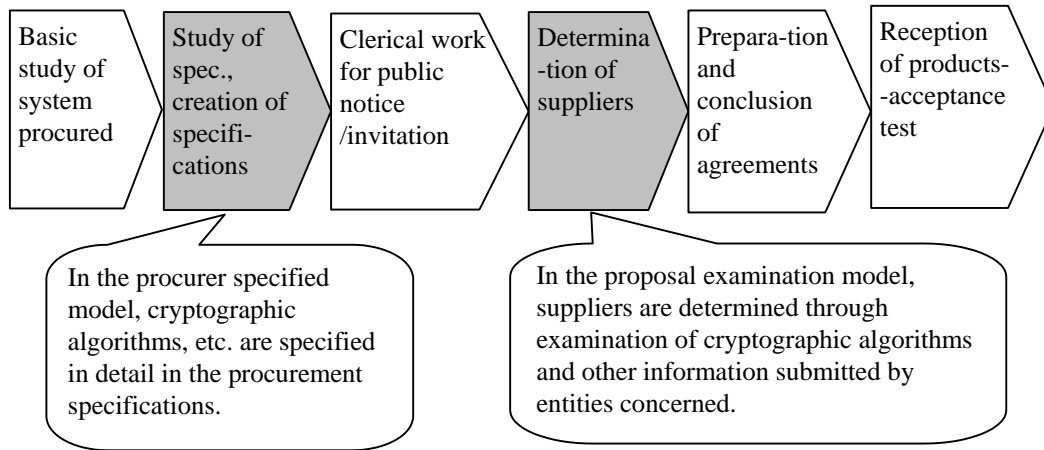 Basic
study of
system
procured
Study of
spec.,
creation of
specifi-
cations
Clerical work
for public
notice
/invitation
Determina
-tion of
suppliers
Prepara-tion
and
conclusion
of
agreements
Reception
of products-
-acceptance
test
In the procurer specified
model, cryptographic
algorithms, etc. are specified
in detail in the procurement
specifications.
In the proposal examination model,
suppliers are determined through
examination of cryptographic algorithms
and other information submitted by
entities concerned.